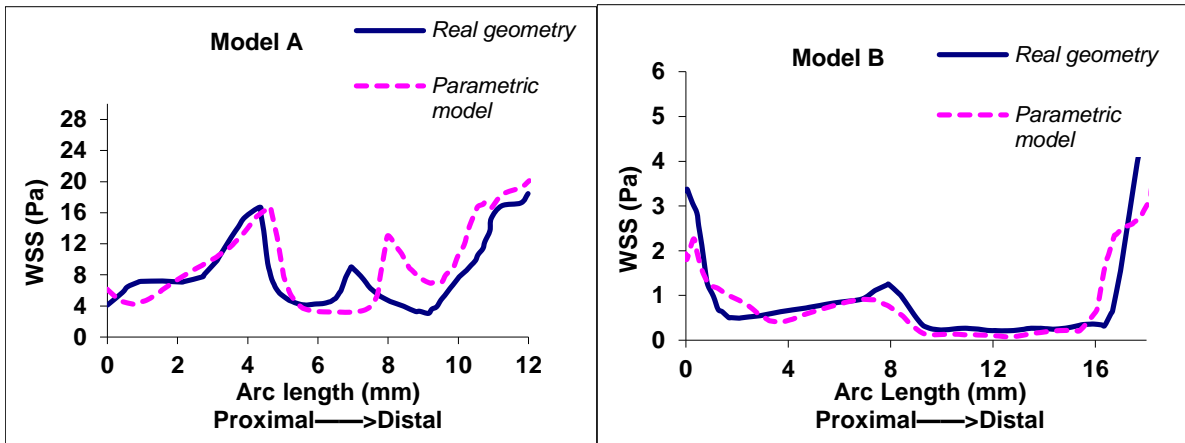 Model A
Real geometry
Parametric
model
WSS (Pa)
28
24
20
16
12
8
4
0
0 2 4 6 8 10 12
Arc length (mm)
Proximal——>Distal
Model B
Real geometry
Parametric
model
WSS (Pa)
6
5
4
3
2
1
0
0 4 8 12 16
Arc Length (mm)
Proximal——>Distal